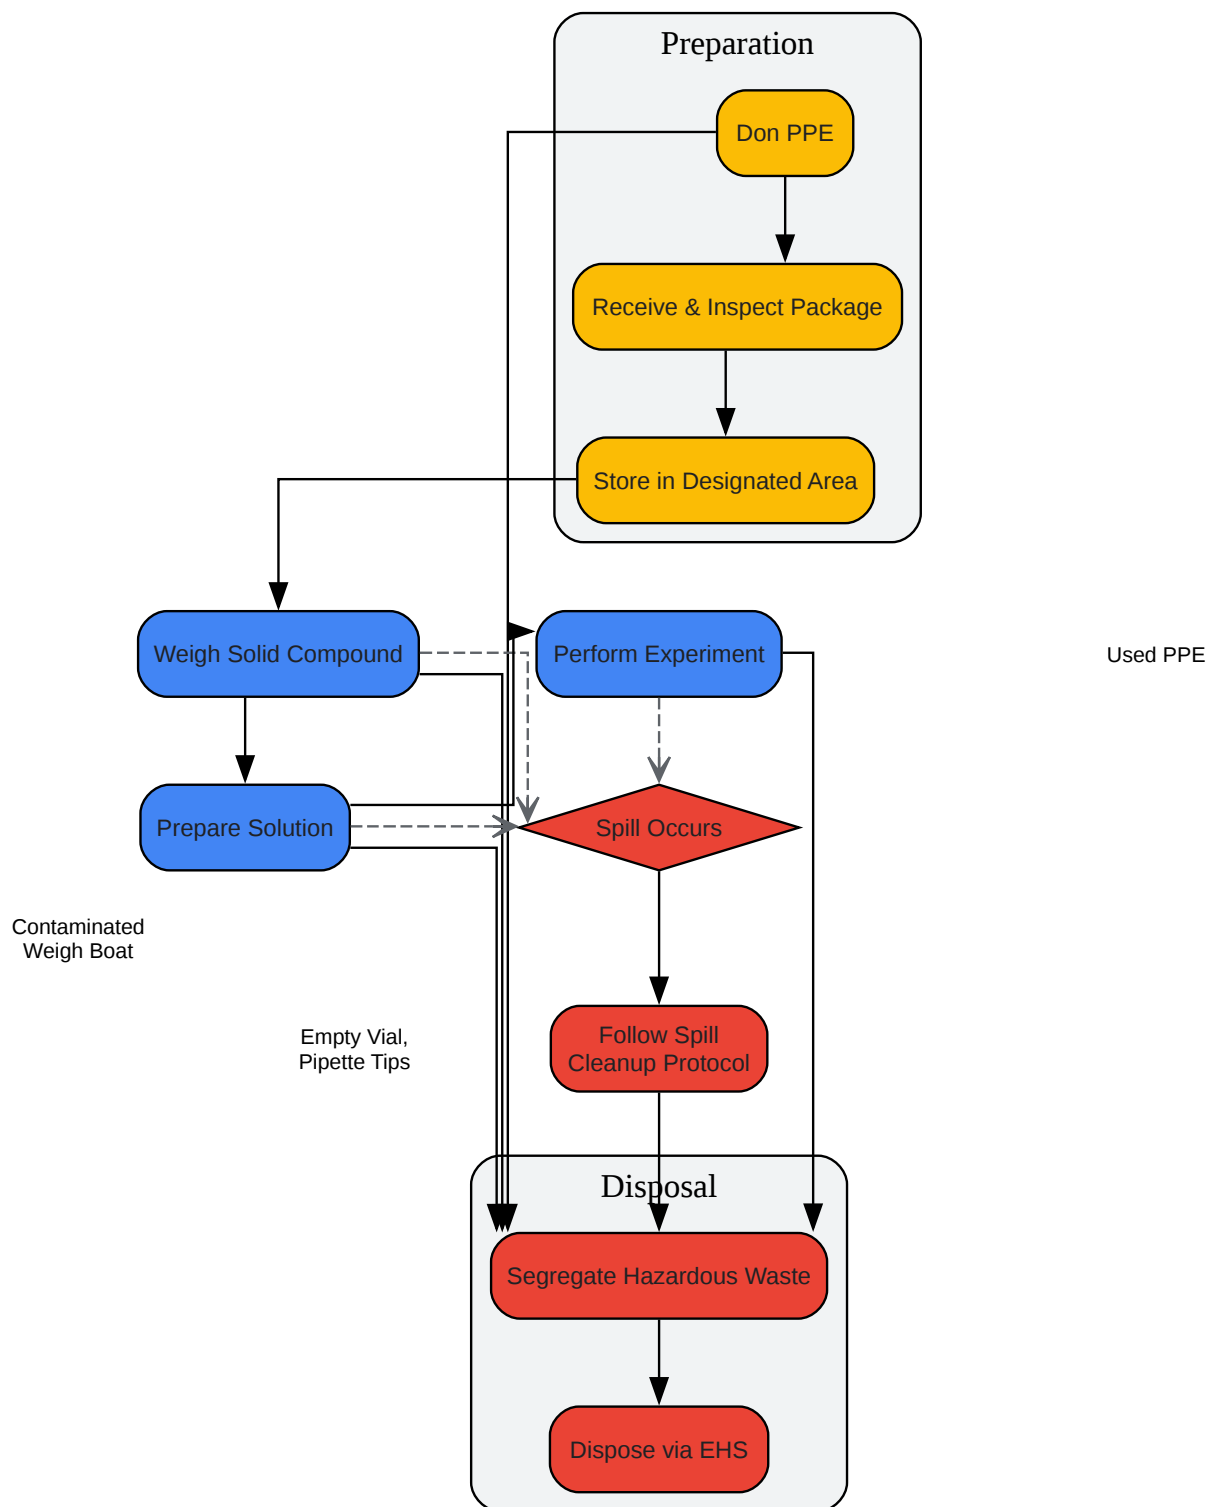 Preparation
Don PPE
Receive & Inspect Package
Store in Designated Area
Weigh Solid Compound
Perform Experiment
Used PPE
Prepare Solution
Spill Occurs
Contaminated
Weigh Boat
Empty Vial,
Pipette Tips
Follow Spill
Cleanup Protocol
Disposal
Segregate Hazardous Waste
Dispose via EHS